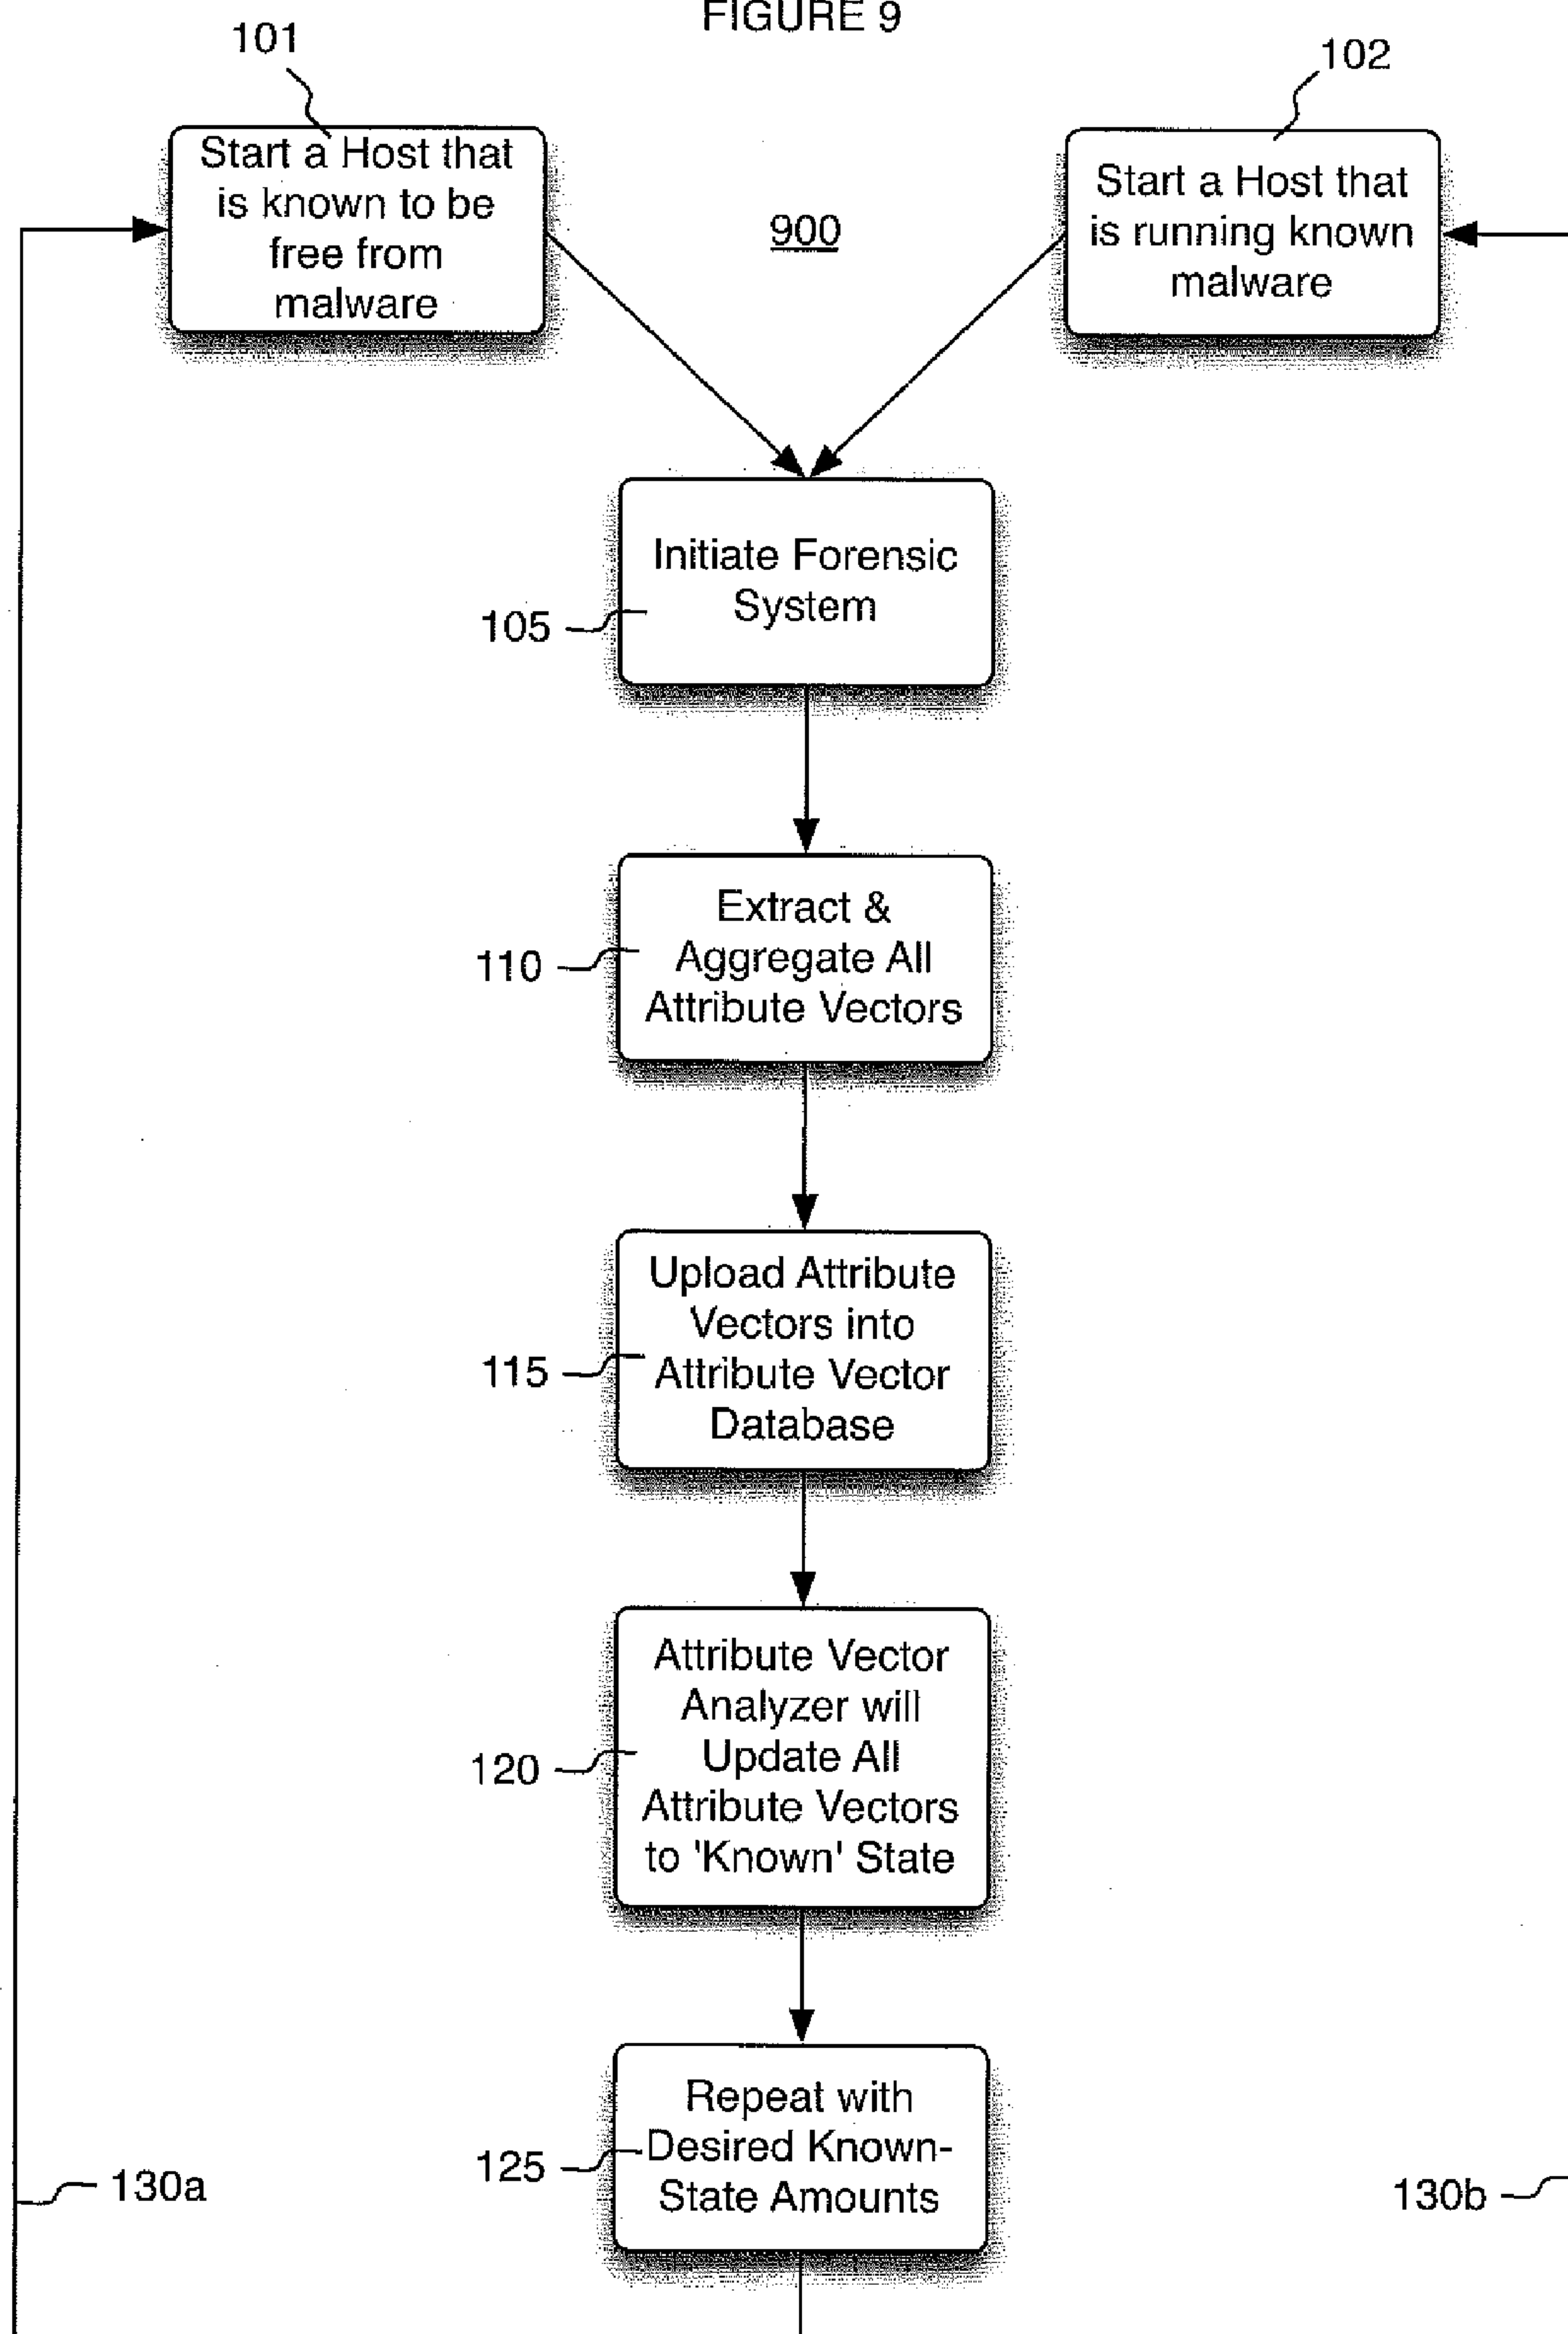 FIGURE 9
101
102
Start a Host that
is known to be
free from
malware
900
Start a Host that
is running known
malware
Initiate Forensic
System
105
Extract &
Aggregate All
Attribute Vectors
110
Upload Attribute
Vectors into
Attribute Vector
Database
115
Attribute Vector
Analyzer will
Update All
Attribute Vectors
to 'Known' State
120
Repeat with
Desired Known-
State Amounts
125
130a
130b